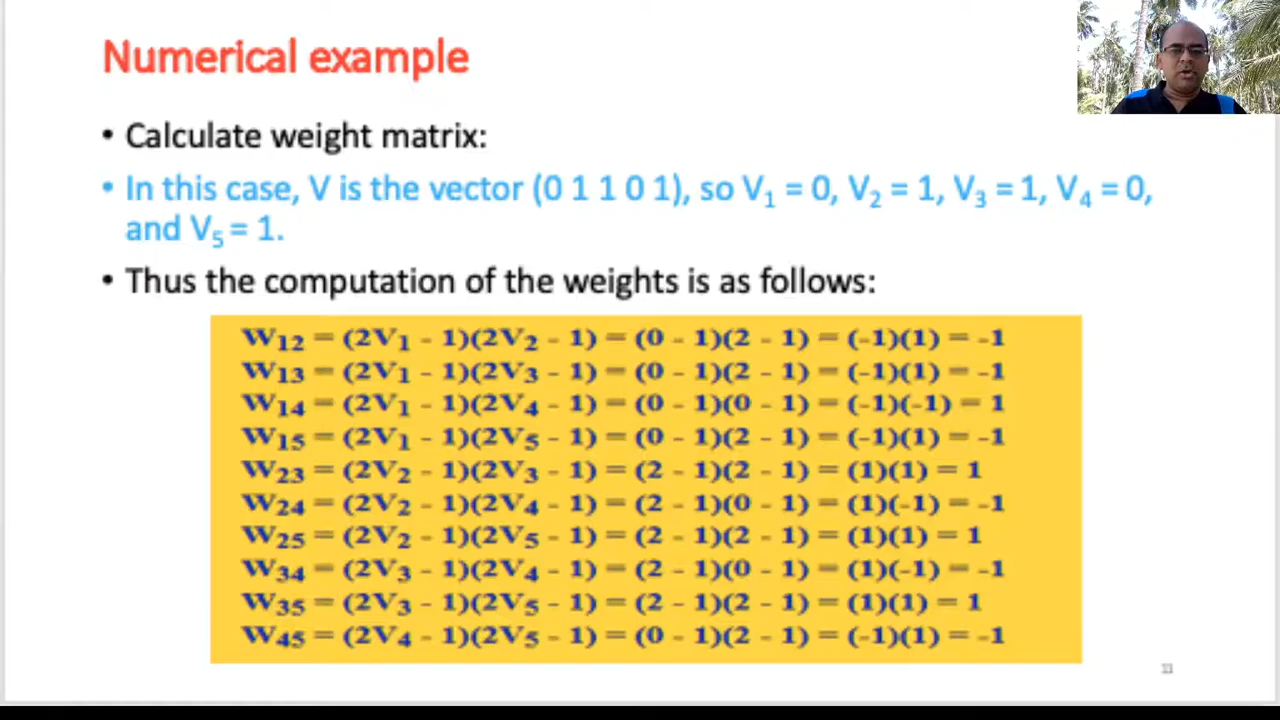 Numerical example
• Calculate weight matrix:
• In this case, V is the vector (0 1 1 0 1), so V₁ = 0, V₂ = 1, V₃ = 1, V₄ = 0,
and V₅ = 1.
• Thus the computation of the weights is as follows:
W₁₂ = (2V₁ - 1)(2V₂ - 1) = (0 - 1)(2 - 1) = (-1)(1) = -1
W₁₃ = (2V₁ - 1)(2V₃ - 1) = (0 - 1)(2 - 1) = (-1)(1) = -1
W₁₄ = (2V₁ - 1)(2V₄ - 1) = (0 - 1)(0 - 1) = (-1)(-1) = 1
W₁₅ = (2V₁ - 1)(2V₅ - 1) = (0 - 1)(2 - 1) = (-1)(1) = -1
W₂₃ = (2V₂ - 1)(2V₃ - 1) = (2 - 1)(2 - 1) = (1)(1) = 1
W₂₄ = (2V₂ - 1)(2V₄ - 1) = (2 - 1)(0 - 1) = (1)(-1) = -1
W₂₅ = (2V₂ - 1)(2V₅ - 1) = (2 - 1)(2 - 1) = (1)(1) = 1
W₃₄ = (2V₃ - 1)(2V₄ - 1) = (2 - 1)(0 - 1) = (1)(-1) = -1
W₃₅ = (2V₃ - 1)(2V₅ - 1) = (2 - 1)(2 - 1) = (1)(1) = 1
W₄₅ = (2V₄ - 1)(2V₅ - 1) = (0 - 1)(2 - 1) = (-1)(1) = -1